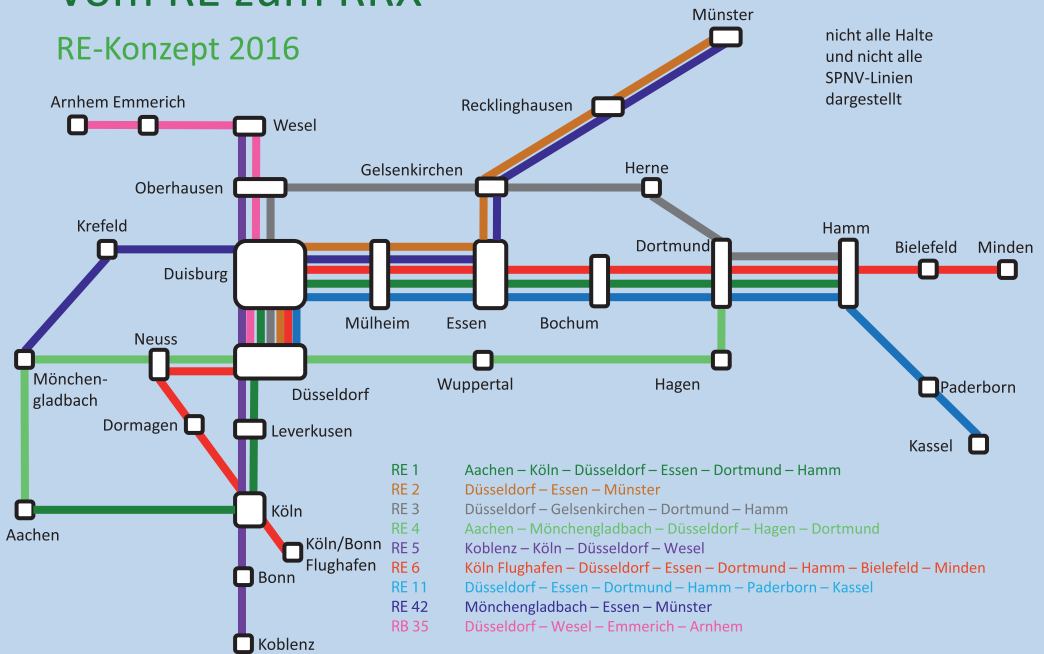 Vom RE zum RRX
RE-Konzept 2016
nicht alle Halte
und nicht alle
SPNV-Linien
dargestellt
Münster
Recklinghausen
Arnhem Emmerich
Wesel
Gelsenkirchen
Herne
Oberhausen
Krefeld
Duisburg
Dortmund
Hamm
Bielefeld
Minden
Mülheim
Essen
Bochum
Neuss
Mönchen-
gladbach
Düsseldorf
Wuppertal
Hagen
Paderborn
Dormagen
Leverkusen
Kassel
Köln
Aachen
Köln/Bonn
Flughafen
Bonn
Koblenz
RE 1 Aachen – Köln – Düsseldorf – Essen – Dortmund – Hamm
RE 2 Düsseldorf – Essen – Münster
RE 3 Düsseldorf – Gelsenkirchen – Dortmund – Hamm
RE 4 Aachen – Mönchengladbach – Düsseldorf – Hagen – Dortmund
RE 5 Koblenz – Köln – Düsseldorf – Wesel
RE 6 Köln Flughafen – Düsseldorf – Essen – Dortmund – Hamm – Bielefeld – Minden
RE 11 Düsseldorf – Essen – Dortmund – Hamm – Paderborn – Kassel
RE 42 Mönchengladbach – Essen – Münster
RB 35 Düsseldorf – Wesel – Emmerich – Arnhem